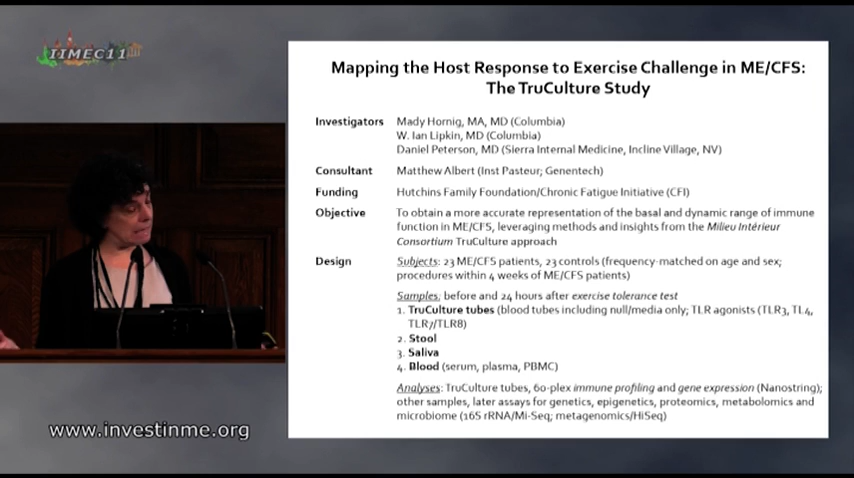 IIMEC11
Mapping the Host Response to Exercise Challenge in ME/CFS:
The TruCulture Study
Investigators Mady Hornig, MA, MD (Columbia)
W. Ian Lipkin, MD (Columbia)
Daniel Peterson, MD (Sierra Internal Medicine, Incline Village, NV)
Consultant Matthew Albert (Inst Pasteur; Genentech)
Funding Hutchins Family Foundation/Chronic Fatigue Initiative (CFI)
Objective To obtain a more accurate representation of the basal and dynamic range of immune
function in ME/CFS, leveraging methods and insights from the Milieu Intérieur
Consortium TruCulture approach
Design Subjects: 23 ME/CFS patients, 23 controls (frequency-matched on age and sex;
procedures within 4 weeks of ME/CFS patients)
Samples: before and 24 hours after exercise tolerance test
1. TruCulture tubes (blood tubes including null/media only; TLR agonists (TLR3, TL4,
TLR7/TLR8)
2. Stool
3. Saliva
4. Blood (serum, plasma, PBMC)
Analyses: TruCulture tubes, 60-plex immune profiling and gene expression (Nanostring);
other samples, later assays for genetics, epigenetics, proteomics, metabolomics and
microbiome (16S rRNA/Mi-Seq; metagenomics/HiSeq)
www.investinme.org